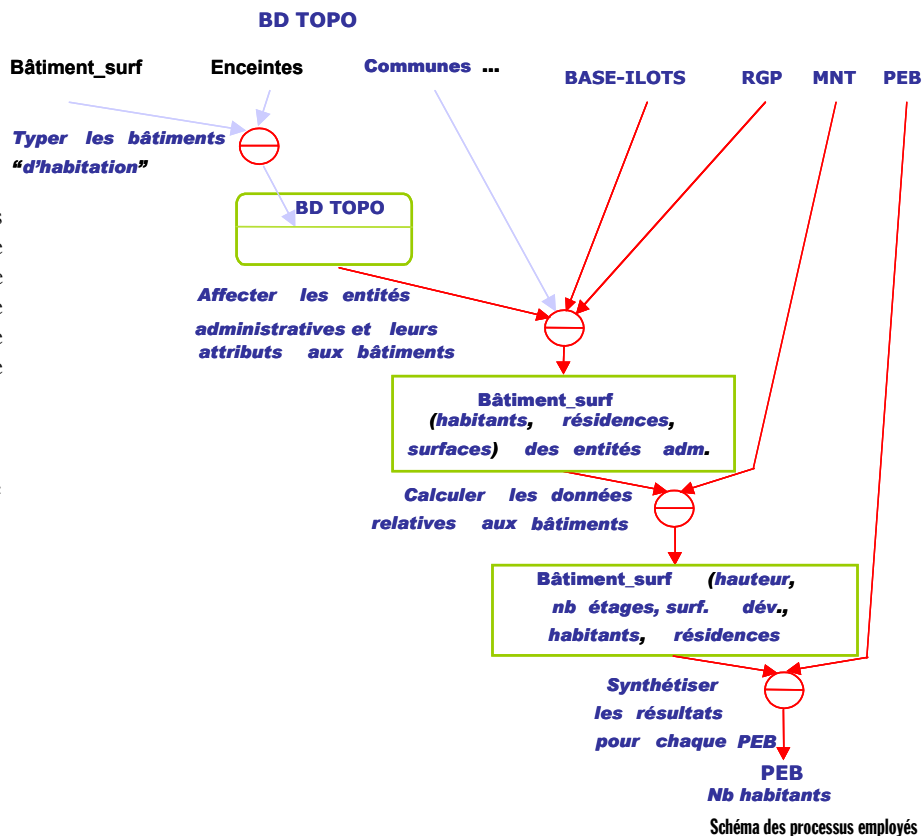 BD TOPO
Bâtiment_surf Enceintes Communes ... BASE-ILOTS RGP MNT PEB
Typer les bâtiments
“d’habitation”
BD TOPO
s
e
e
e
e
e
Affecter les entités
administratives et leurs
attributs aux bâtiments
Bâtiment_surf
(habitants, résidences,
surfaces) des entités adm.
Calculer les données
relatives aux bâtiments
Bâtiment_surf (hauteur,
nb étages, surf. dév.,
habitants, résidences
Synthétiser
les résultats
pour chaque PEB
PEB
Nb habitants
Schéma des processus employés